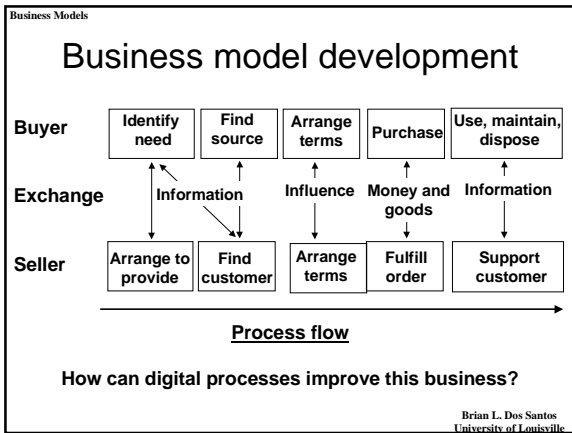 Business Models
Business model development
Buyer
Identify
need
Find
source
Arrange
terms
Purchase
Use, maintain,
dispose
Exchange
Information
Influence
Money and
goods
Information
Seller
Arrange to
provide
Find
customer
Arrange
terms
Fulfill
order
Support
customer
Process flow
How can digital processes improve this business?
Brian L. Dos Santos
University of Louisville